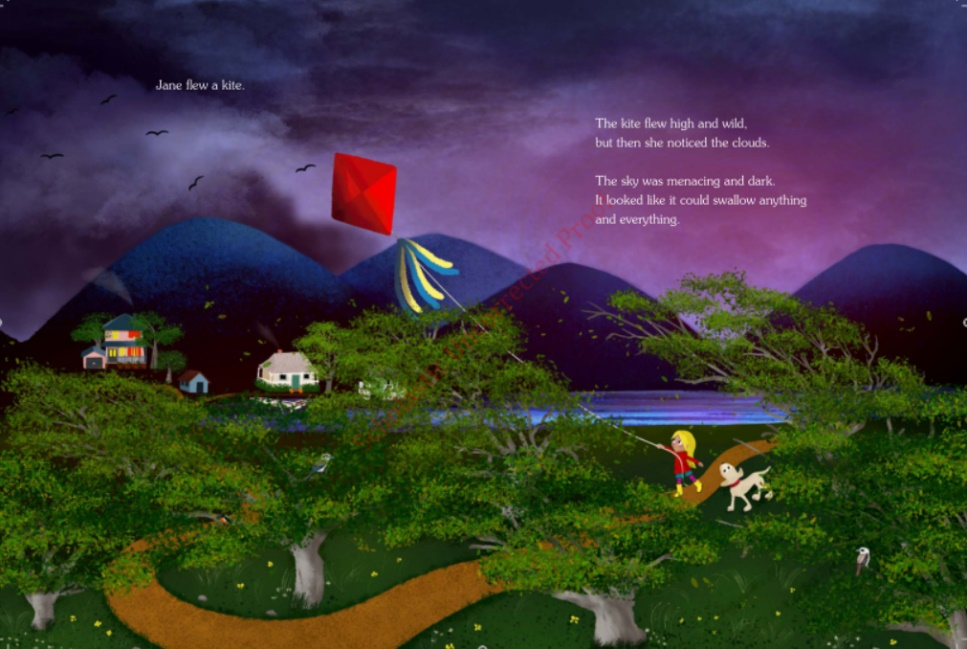 Jane flew a kite.
The kite flew high and wild,
but then she noticed the clouds.
The sky was menacing and dark.
It looked like it could swallow anything
and everything.